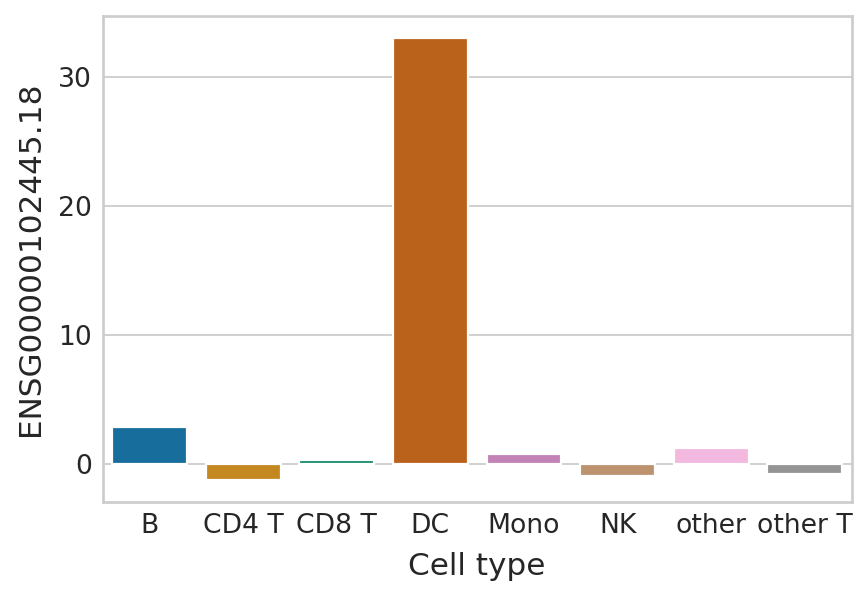 ENSG00000102445.18
30
20
10
0
B CD4 T CD8 T DC Mono NK other other T
Cell type